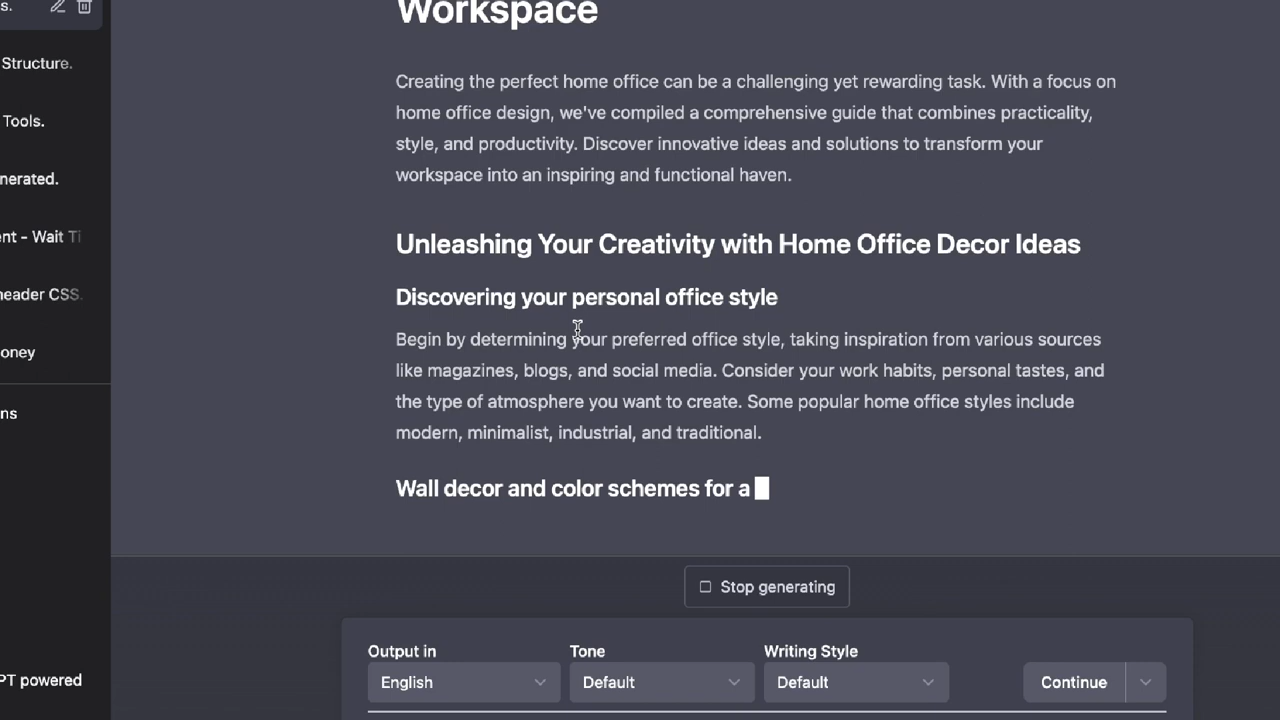 s.
Structure.
Tools.
nerated.
ent - Wait Ti
header CSS.
oney
ns
PT powered
Workspace
Creating the perfect home office can be a challenging yet rewarding task. With a focus on
home office design, we've compiled a comprehensive guide that combines practicality,
style, and productivity. Discover innovative ideas and solutions to transform your
workspace into an inspiring and functional haven.
Unleashing Your Creativity with Home Office Decor Ideas
Discovering your personal office style
Begin by determining your preferred office style, taking inspiration from various sources
like magazines, blogs, and social media. Consider your work habits, personal tastes, and
the type of atmosphere you want to create. Some popular home office styles include
modern, minimalist, industrial, and traditional.
Wall decor and color schemes for a
Stop generating
Output in Tone Writing Style
English Default Default Continue